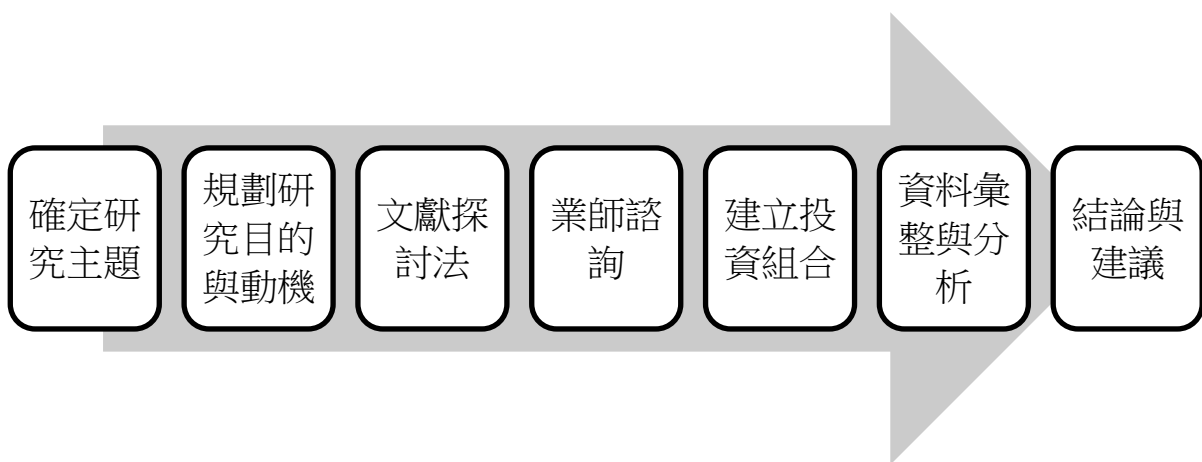 確定研
究主題
規劃研
究目的
與動機
文獻探
討法
業師諮
詢
建立投
資組合
資料彙
整與分
析
結論與
建議